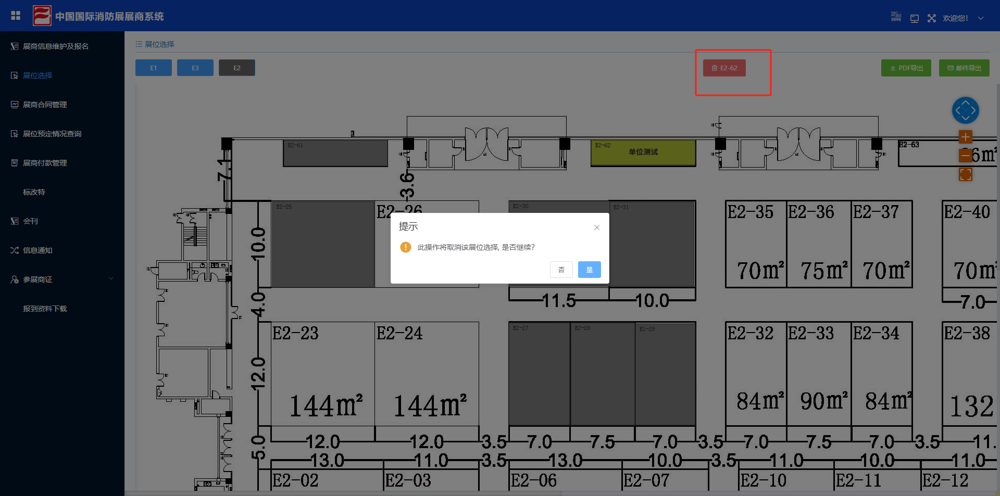 中国国际消防展展商系统
欢迎您!
展商信息维护及报名
展位选择
展商合同管理
展位预定情况查询
展商付款管理
标改特
会刊
信息通知
参展商证
报到资料下载
展位选择
E1
E3
E2
E2-62
PDF导出
邮件导出
E2-61
E2-62
单位测试
E2-63
6m²
7.1
3.6
E2-25
E2-26
E2-30
E2-31
E2-35
E2-36
E2-37
E2-40
10.0
70m²
75m²
70m²
70m
提示
此操作将取消该展位选择, 是否继续?
否
是
11.5
10.0
7.0
4.0
E2-23
E2-24
E2-27
E2-28
E2-29
E2-32
E2-33
E2-34
E2-38
12.0
144m²
144m²
84m²
90m²
84m²
132
5.0
12.0
12.0
3.5
7.0
7.5
7.0
3.5
7.0
7.5
7.0
3.5
11.
13.0
11.0
3.5
13.0
10.0
3.5
11.0
10.0
11.0
E2-02
E2-03
E2-06
E2-07
E2-10
E2-11
E2-12